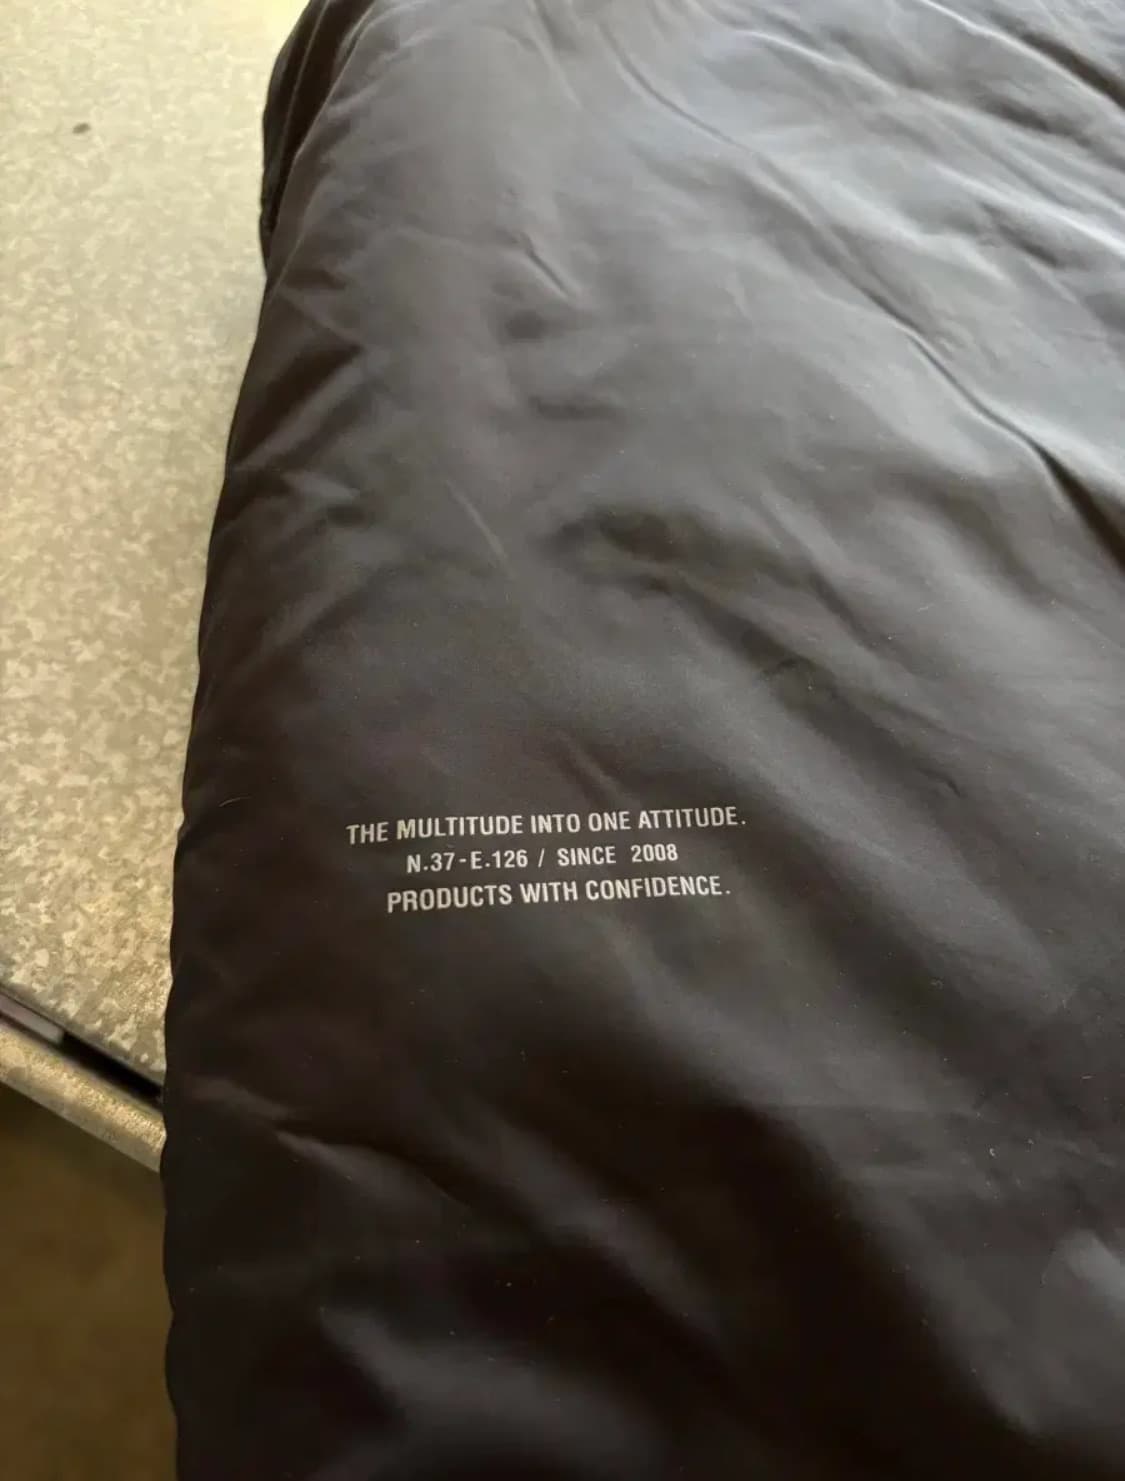 THE MULTITUDE INTO ONE ATTITUDE.
N.37-E.126 / SINCE 2008
PRODUCTS WITH CONFIDENCE.